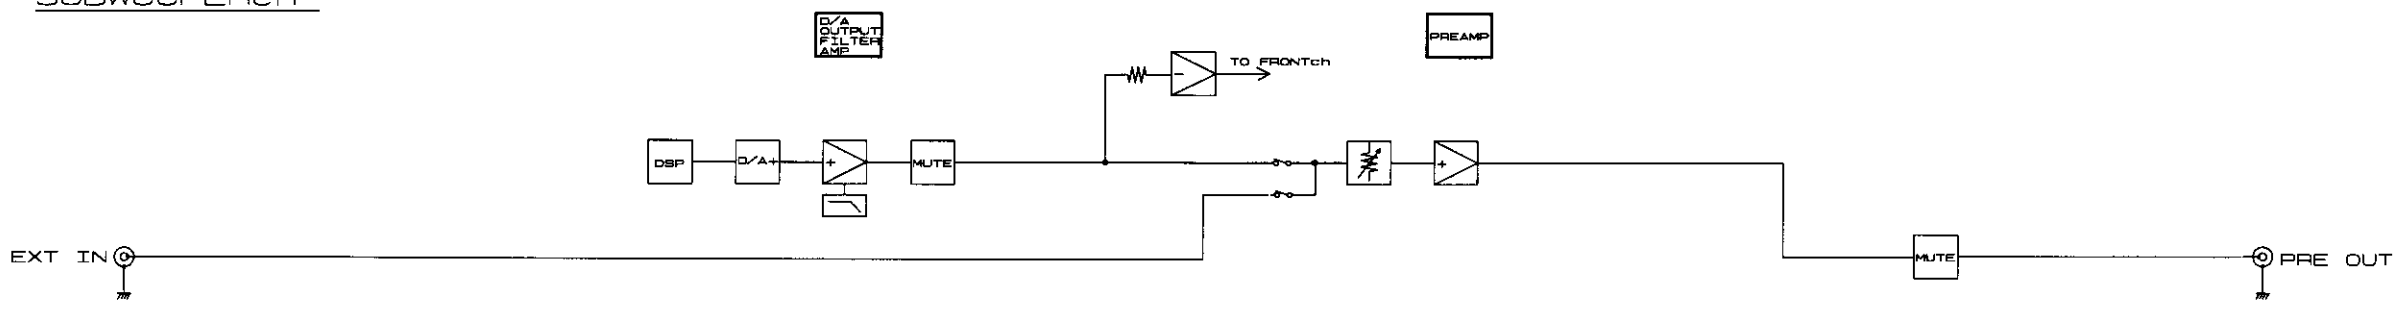 D/A
OUTPUT
FILTER
AMP
PREAMP
TO FRONTch
DSP
D/A+
+
MUTE
-
+
EXT IN
MUTE
PRE OUT